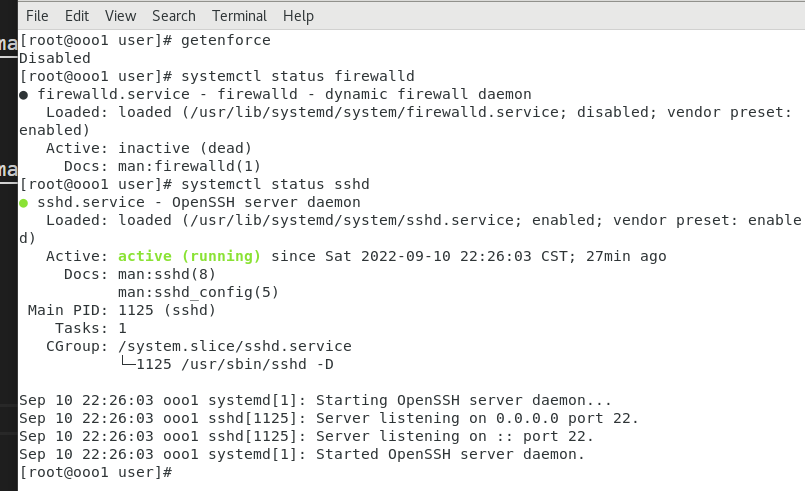 File Edit View Search Terminal Help
[root@ooo1 user]# getenforce
Disabled
[root@ooo1 user]# systemctl status firewalld
● firewalld.service - firewalld - dynamic firewall daemon
   Loaded: loaded (/usr/lib/systemd/system/firewalld.service; disabled; vendor preset:
enabled)
   Active: inactive (dead)
     Docs: man:firewalld(1)
[root@ooo1 user]# systemctl status sshd
● sshd.service - OpenSSH server daemon
   Loaded: loaded (/usr/lib/systemd/system/sshd.service; enabled; vendor preset: enable
d)
   Active: active (running) since Sat 2022-09-10 22:26:03 CST; 27min ago
     Docs: man:sshd(8)
           man:sshd_config(5)
 Main PID: 1125 (sshd)
    Tasks: 1
   CGroup: /system.slice/sshd.service
           └─1125 /usr/sbin/sshd -D
Sep 10 22:26:03 ooo1 systemd[1]: Starting OpenSSH server daemon...
Sep 10 22:26:03 ooo1 sshd[1125]: Server listening on 0.0.0.0 port 22.
Sep 10 22:26:03 ooo1 sshd[1125]: Server listening on :: port 22.
Sep 10 22:26:03 ooo1 systemd[1]: Started OpenSSH server daemon.
[root@ooo1 user]#
ma
ma